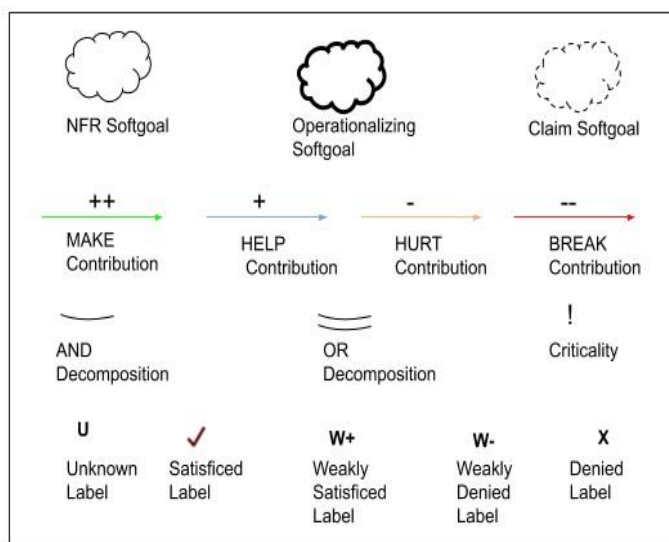 NFR Softgoal
Operationalizing
Softgoal
Claim Softgoal
++
+
-
--
MAKE
Contribution
HELP
Contribution
HURT
Contribution
BREAK
Contribution
!
AND
Decomposition
OR
Decomposition
Criticality
U
W+
W-
X
Unknown
Label
Satisficed
Label
Weakly
Satisficed
Label
Weakly
Denied
Label
Denied
Label